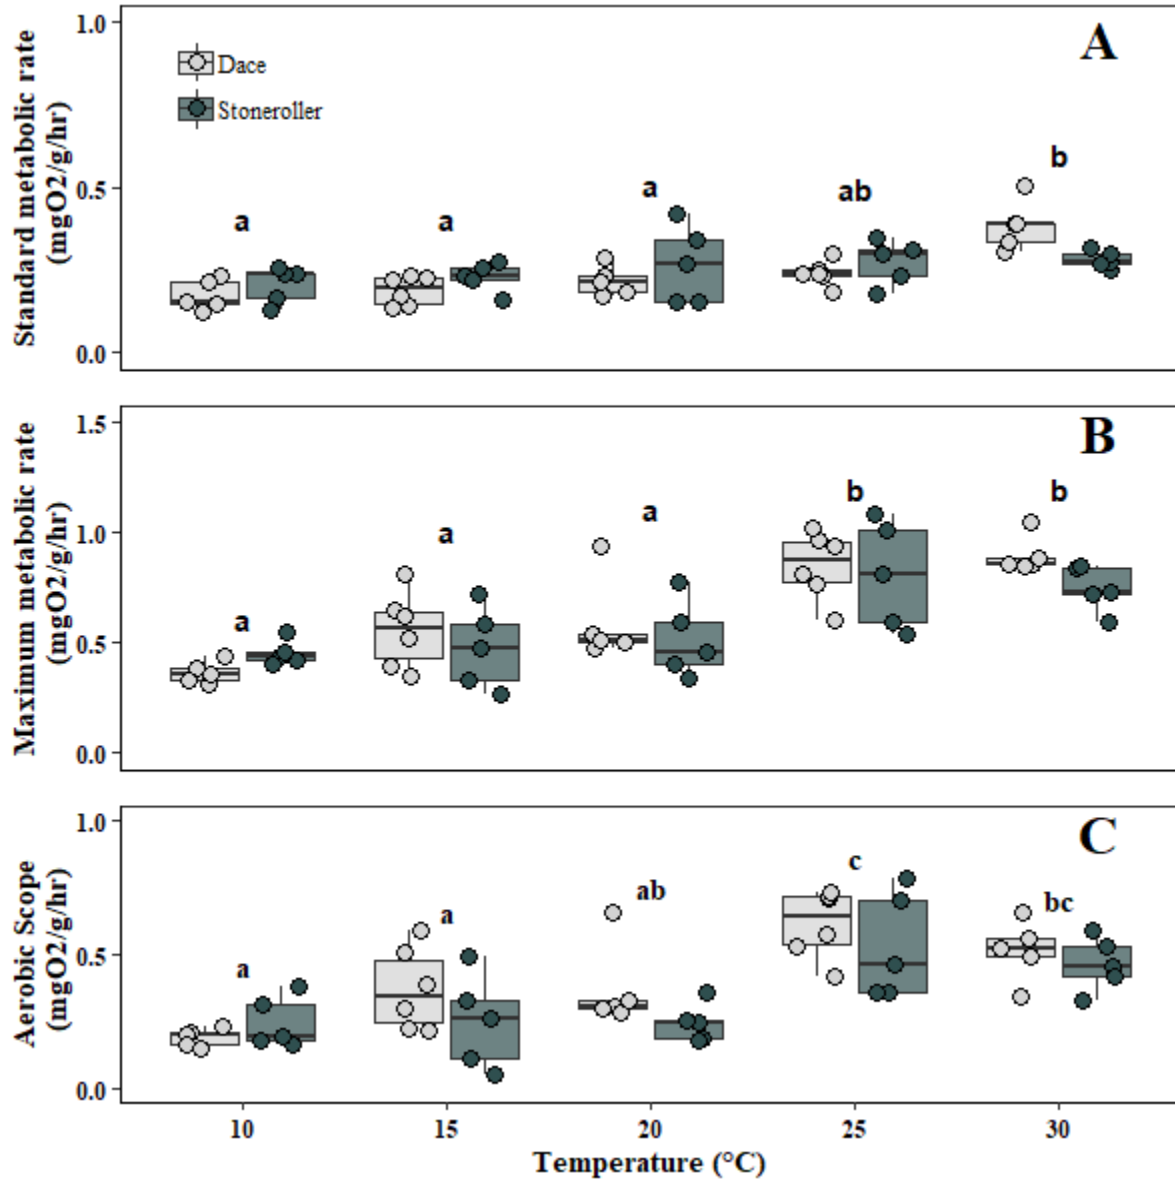 Standard metabolic rate
(mgO2/g/hr)
1.0
0.5
0.0
A
Dace
Stoneroller
a
a
a
ab
b
Maximum metabolic rate
(mgO2/g/hr)
1.5
1.0
0.5
0.0
B
a
a
a
b
b
Aerobic Scope
(mgO2/g/hr)
1.0
0.5
0.0
C
a
a
ab
c
bc
10
15
20
25
30
Temperature (°C)